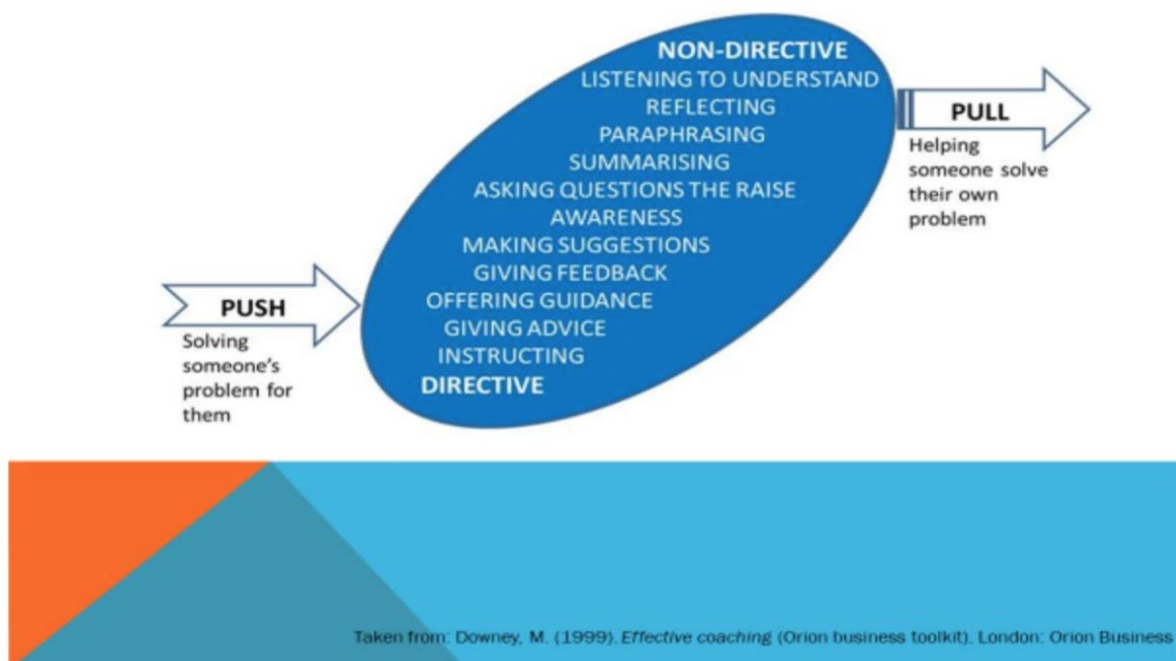 NON-DIRECTIVE
LISTENING TO UNDERSTAND
REFLECTING
PARAPHRASING
SUMMARISING
ASKING QUESTIONS THE RAISE
AWARENESS
MAKING SUGGESTIONS
GIVING FEEDBACK
OFFERING GUIDANCE
GIVING ADVICE
INSTRUCTING
DIRECTIVE
PULL
Helping
someone solve
their own
problem
PUSH
Solving
someone's
problem for
them
Taken from: Downey, M. (1999). Effective coaching (Orion business toolkit). London: Orion Business